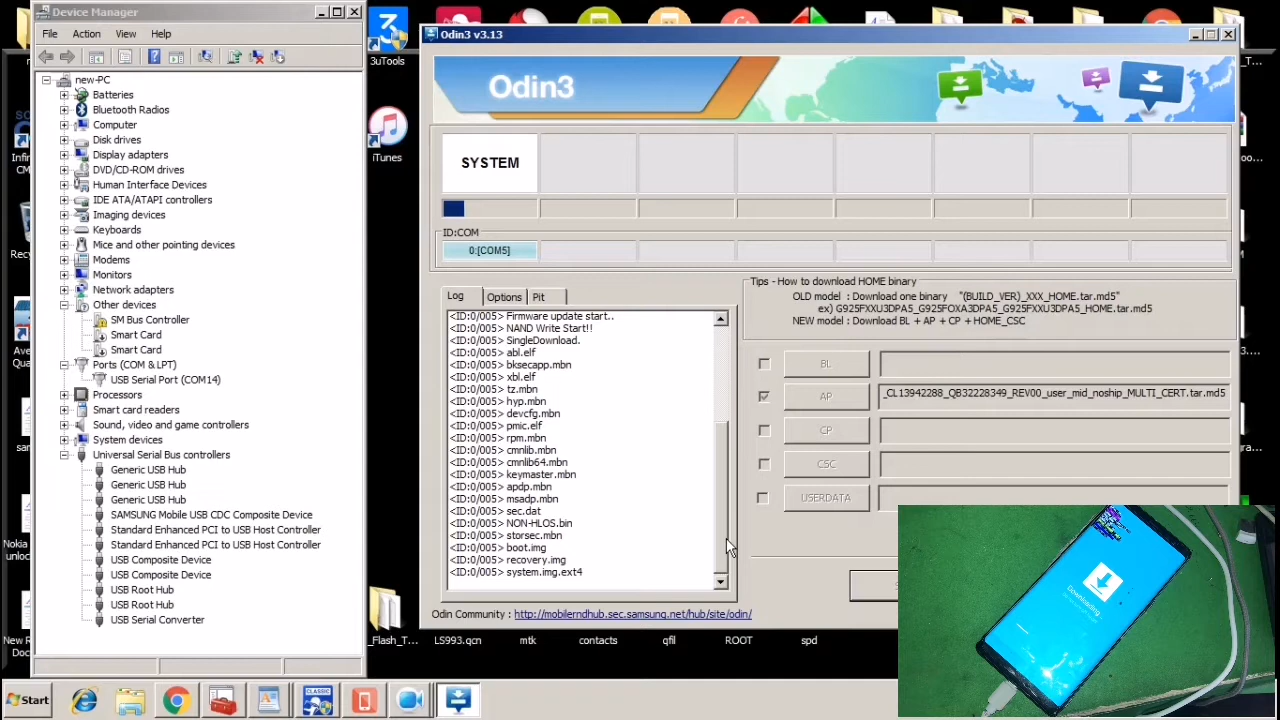 Device Manager
File Action View Help
new-PC
Batteries
Bluetooth Radios
Computer
Disk drives
Display adapters
DVD/CD-ROM drives
Human Interface Devices
IDE ATA/ATAPI controllers
Imaging devices
Keyboards
Mice and other pointing devices
Modems
Monitors
Network adapters
Other devices
SM Bus Controller
Smart Card
Smart Card
Ports (COM & LPT)
USB Serial Port (COM14)
Processors
Smart card readers
Sound, video and game controllers
System devices
Universal Serial Bus controllers
Generic USB Hub
Generic USB Hub
Generic USB Hub
SAMSUNG Mobile USB CDC Composite Device
Standard Enhanced PCI to USB Host Controller
Standard Enhanced PCI to USB Host Controller
USB Composite Device
USB Composite Device
USB Root Hub
USB Root Hub
USB Serial Converter
3uTools
iTunes
Odin3 v3.13
Odin3
SYSTEM
ID:COM
0:[COM5]
Log Options Pit
<ID:0/005> Firmware update start..
<ID:0/005> NAND Write Start!!
<ID:0/005> SingleDownload.
<ID:0/005> abl.elf
<ID:0/005> bksecapp.mbn
<ID:0/005> xbl.elf
<ID:0/005> tz.mbn
<ID:0/005> hyp.mbn
<ID:0/005> devcfg.mbn
<ID:0/005> pmic.elf
<ID:0/005> rpm.mbn
<ID:0/005> cmnlib.mbn
<ID:0/005> cmnlib64.mbn
<ID:0/005> keymaster.mbn
<ID:0/005> apdp.mbn
<ID:0/005> msadp.mbn
<ID:0/005> sec.dat
<ID:0/005> NON-HLOS.bin
<ID:0/005> storsec.mbn
<ID:0/005> boot.img
<ID:0/005> recovery.img
<ID:0/005> system.img.ext4
Tips - How to download HOME binary
OLD model : Download one binary "(BUILD_VER)_XXX_HOME.tar.md5"
ex) G925FXXU3DPA5_G925FOXA3DPA5_G925FXXU3DPA5_HOME.tar.md5
NEW model : Download BL + AP + CP + HOME_CSC
BL
AP _CL13942288_QB32228349_REV00_user_mid_noship_MULTI_CERT.tar.md5
CP
CSC
USERDATA
Odin Community : http://mobilerndhub.sec.samsung.net/hub/site/odin/
_Flash_T... LS993.qcn mtk contacts qfil ROOT spd
Downloading
Start
CLASSIC